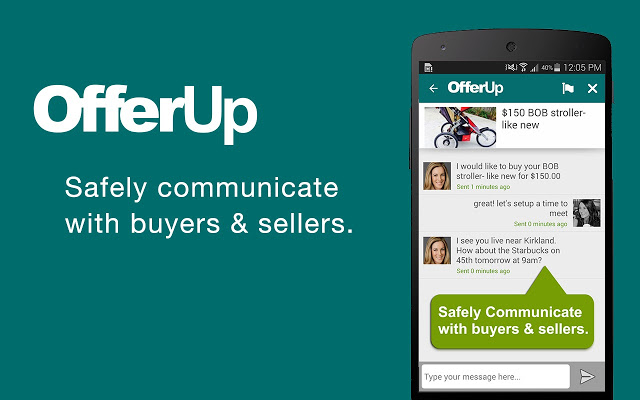 OfferUp
Safely communicate
with buyers & sellers.
40% 12:05 PM
OfferUp
$150 BOB stroller-
like new
I would like to buy your BOB
stroller- like new for $150.00
Sent 1 minutes ago
great! let's setup a time to
meet
Sent 0 minutes ago
I see you live near Kirkland.
How about the Starbucks on
45th tomorrow at 9am?
Sent 0 minutes ago
Safely Communicate
with buyers & sellers.
Type your message here...